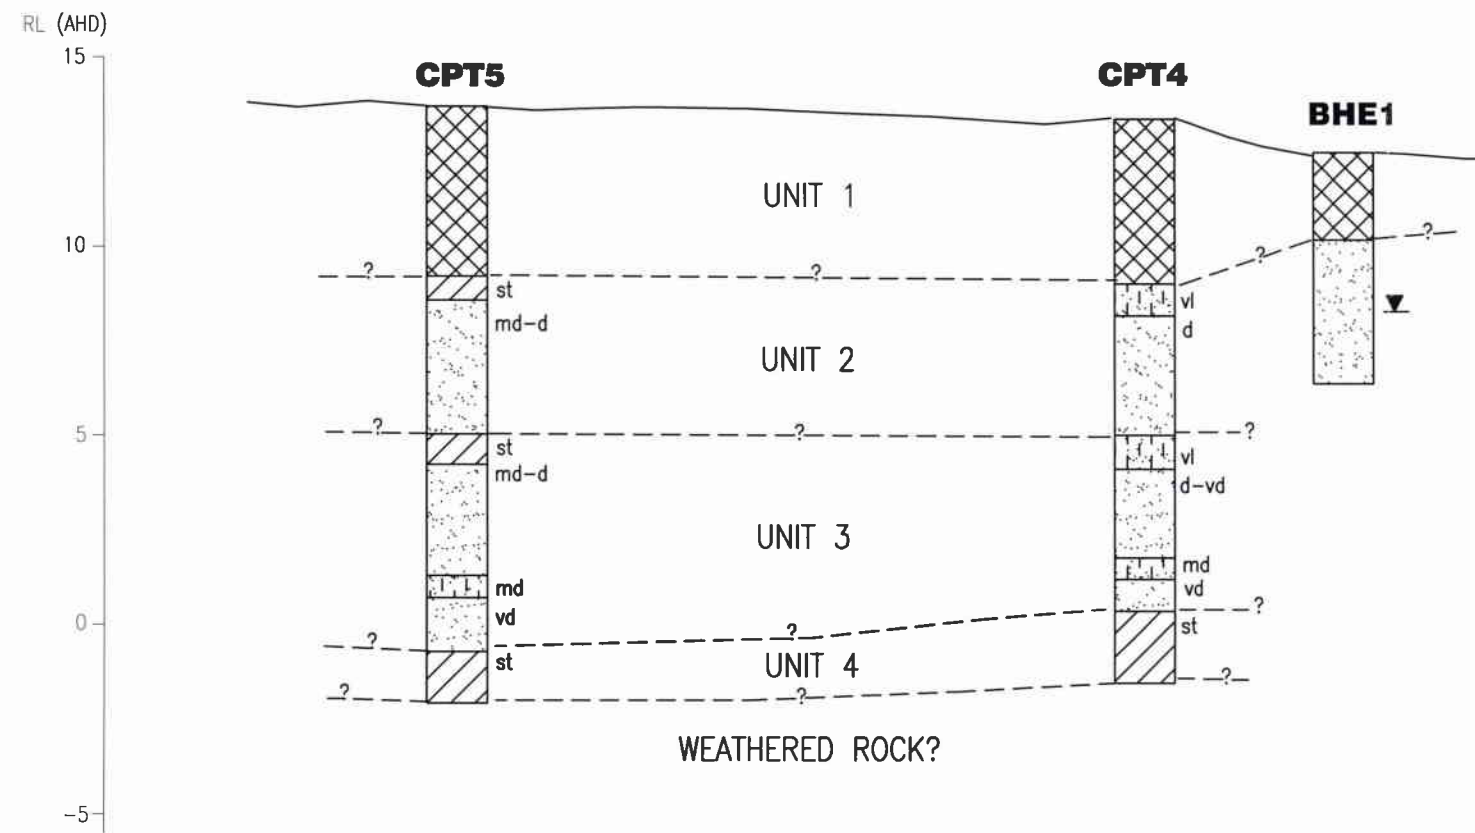 RL (AHD)
15
CPT5
CPT4
BHE1
UNIT 1
10
?
?
?
?
st
vl
md-d
d
UNIT 2
5
?
?
?
st
vl
md-d
d-vd
UNIT 3
md
md
vd
vd
0
?
?
?
st
st
UNIT 4
?
?
?
WEATHERED ROCK?
-5